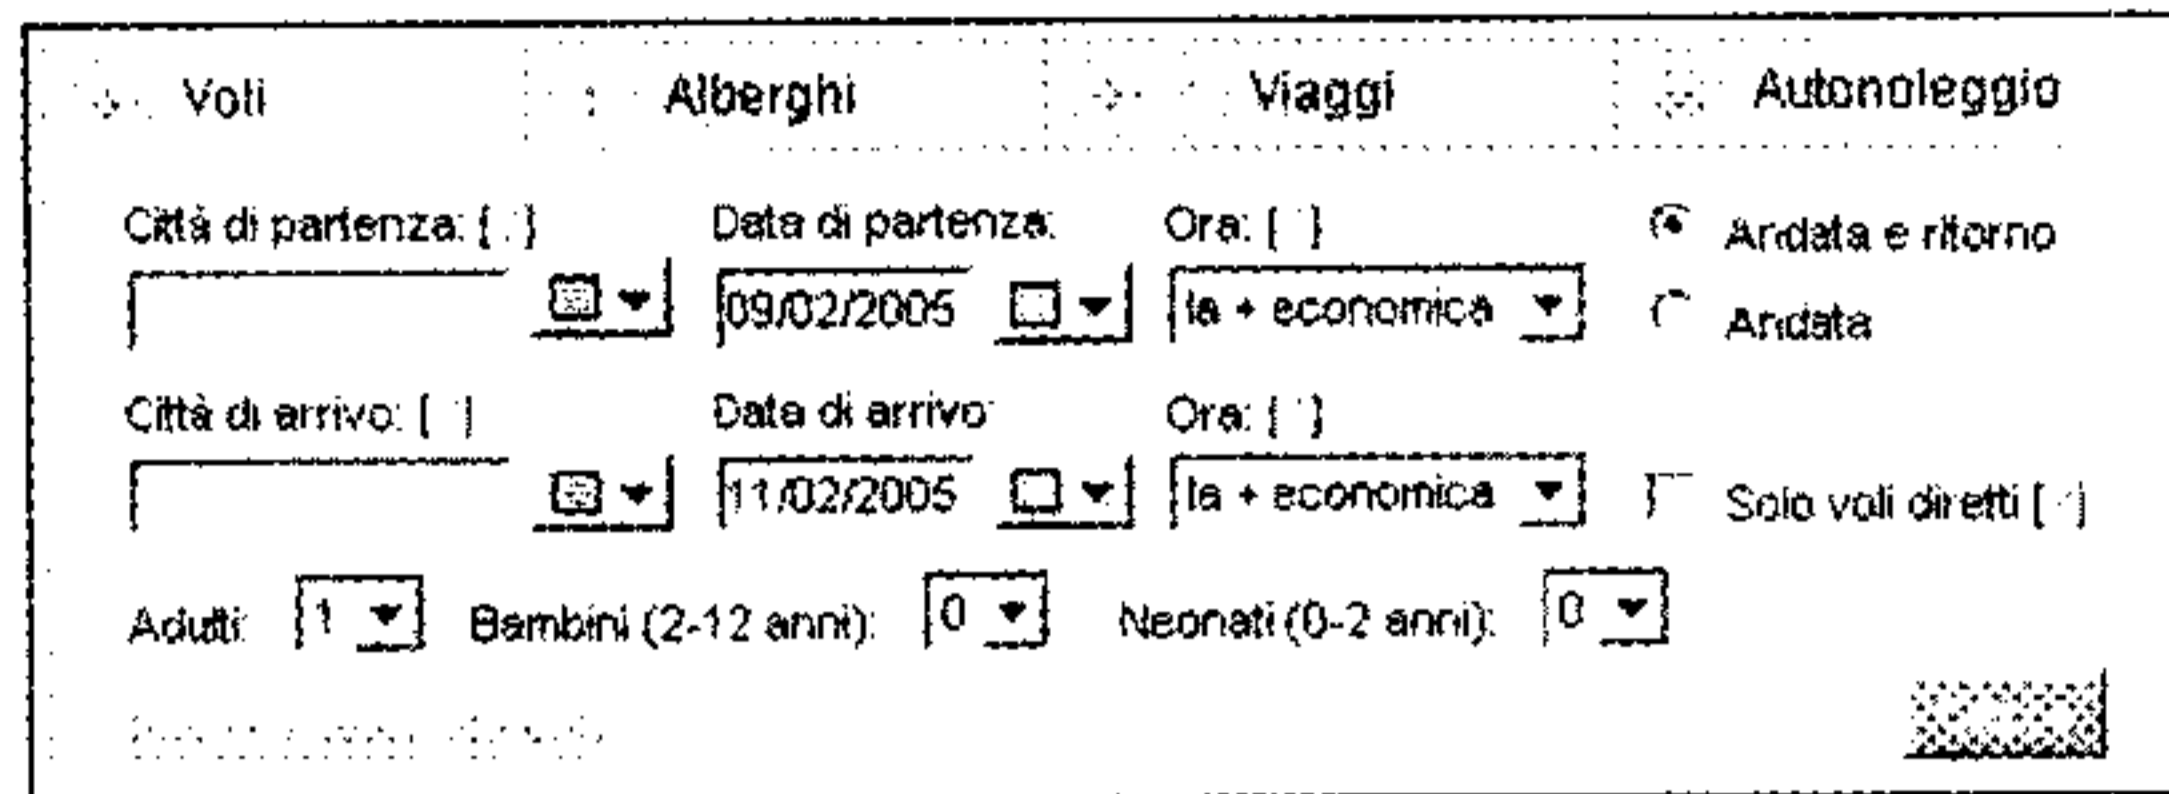 Voli Alberghi Viaggi Autonoleggio
Città di partenza: Data di partenza: Ora: Andata e ritorno
09/02/2005 la + economica Andata
Città di arrivo: Data di arrivo: Ora:
11/02/2005 la + economica Solo voli diretti
Adulti: 1 Bambini (2-12 anni): 0 Neonati (0-2 anni): 0